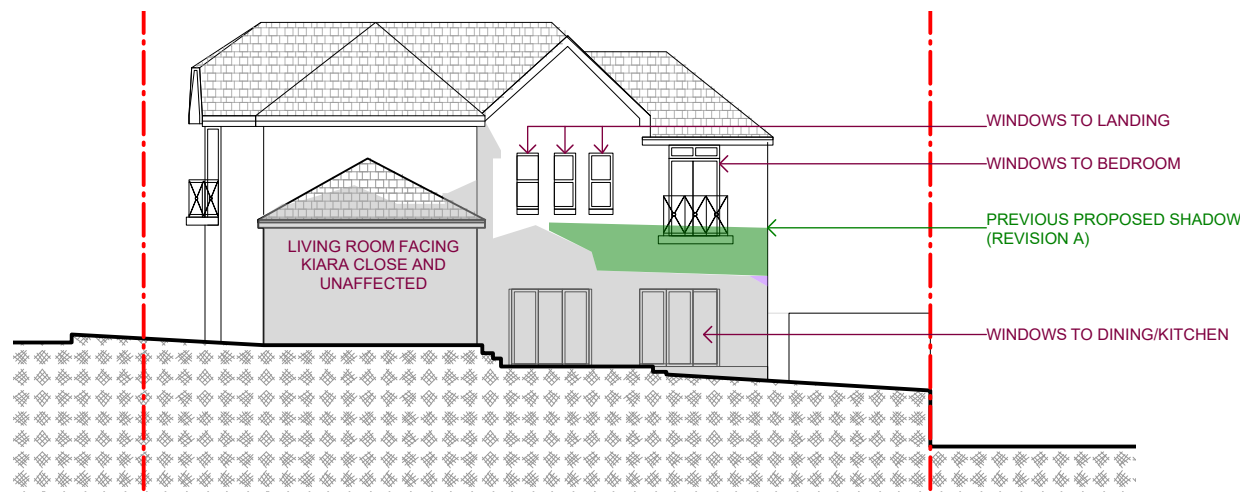 WINDOWS TO LANDING
WINDOWS TO BEDROOM
PREVIOUS PROPOSED SHADOW
(REVISION A)
LIVING ROOM FACING
KIARA CLOSE AND
UNAFFECTED
WINDOWS TO DINING/KITCHEN